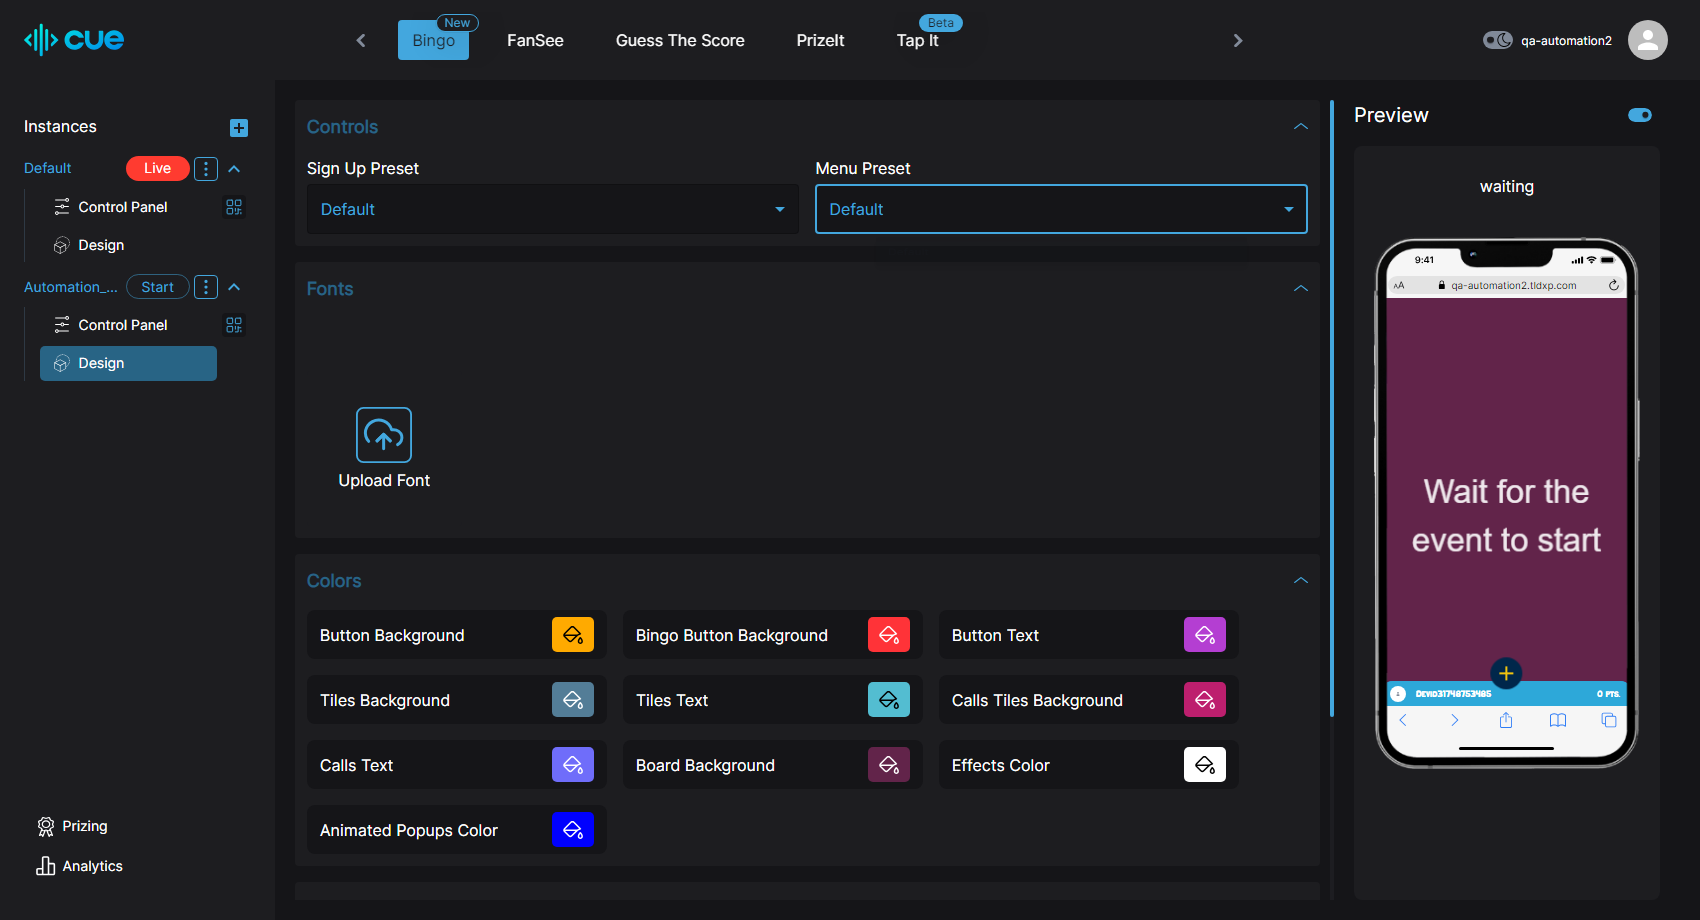 cue
New
Bingo
FanSee
Guess The Score
PrizeIt
Beta
Tap It
qa-automation2
Instances
Default
Live
Control Panel
Design
Automation_...
Start
Control Panel
Design
Prizing
Analytics
Controls
Sign Up Preset
Default
Menu Preset
Default
Fonts
Upload Font
Colors
Button Background
Bingo Button Background
Button Text
Tiles Background
Tiles Text
Calls Tiles Background
Calls Text
Board Background
Effects Color
Animated Popups Color
Preview
waiting
9:41
AA
qa-automation2.tldxp.com
Wait for the
event to start
DEVID31748753485
0 PTS.